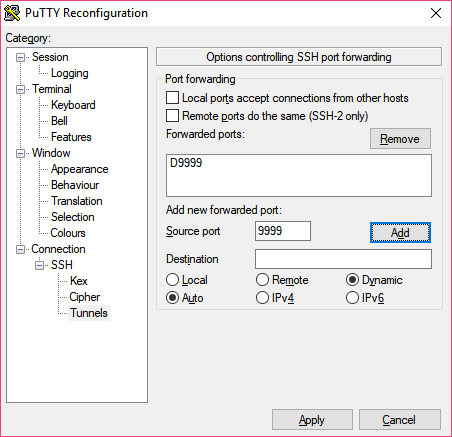 PuTTY Reconfiguration
Category:
Session
Logging
Terminal
Keyboard
Bell
Features
Window
Appearance
Behaviour
Translation
Selection
Colours
Connection
SSH
Kex
Cipher
Tunnels
Options controlling SSH port forwarding
Port forwarding
Local ports accept connections from other hosts
Remote ports do the same (SSH-2 only)
Forwarded ports:
Remove
D9999
Add new forwarded port:
Source port 9999 Add
Destination
Local Remote Dynamic
Auto IPv4 IPv6
Apply Cancel